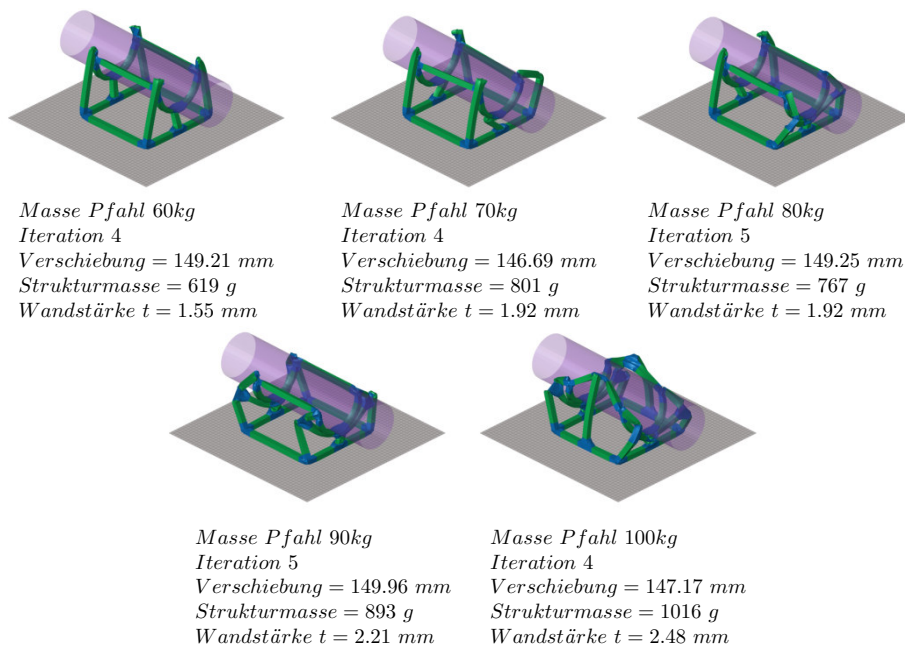 Masse Pfahl 60kg
Iteration 4
Verschiebung = 149.21 mm
Strukturmasse = 619 g
Wandstärke t = 1.55 mm
Masse Pfahl 70kg
Iteration 4
Verschiebung = 146.69 mm
Strukturmasse = 801 g
Wandstärke t = 1.92 mm
Masse Pfahl 80kg
Iteration 5
Verschiebung = 149.25 mm
Strukturmasse = 767 g
Wandstärke t = 1.92 mm
Masse Pfahl 90kg
Iteration 5
Verschiebung = 149.96 mm
Strukturmasse = 893 g
Wandstärke t = 2.21 mm
Masse Pfahl 100kg
Iteration 4
Verschiebung = 147.17 mm
Strukturmasse = 1016 g
Wandstärke t = 2.48 mm